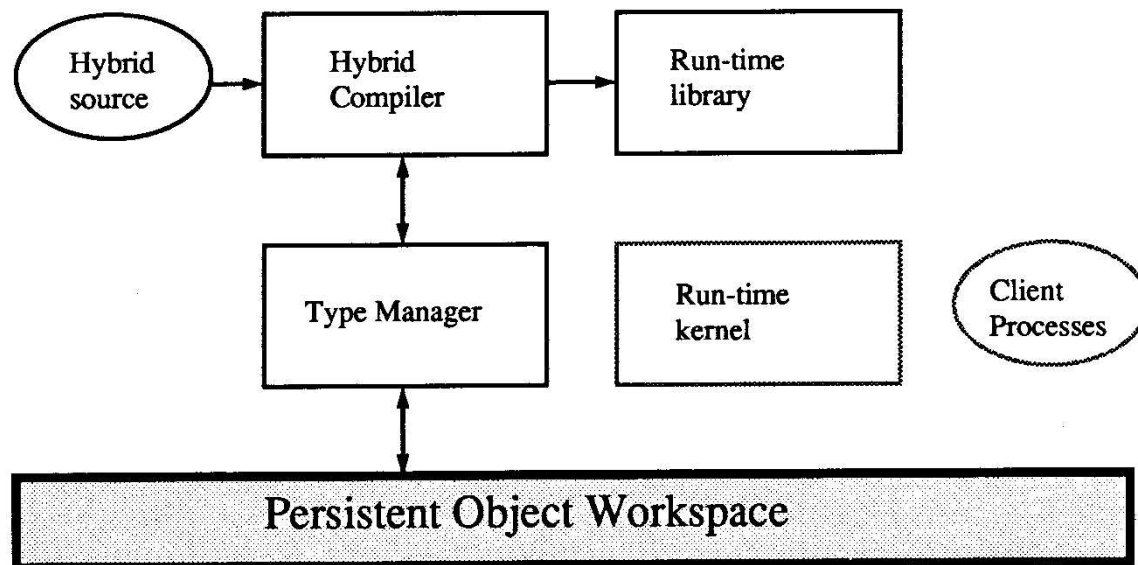 Hybrid
source
Hybrid
Compiler
Run-time
library
Type Manager
Run-time
kernel
Client
Processes
Persistent Object Workspace